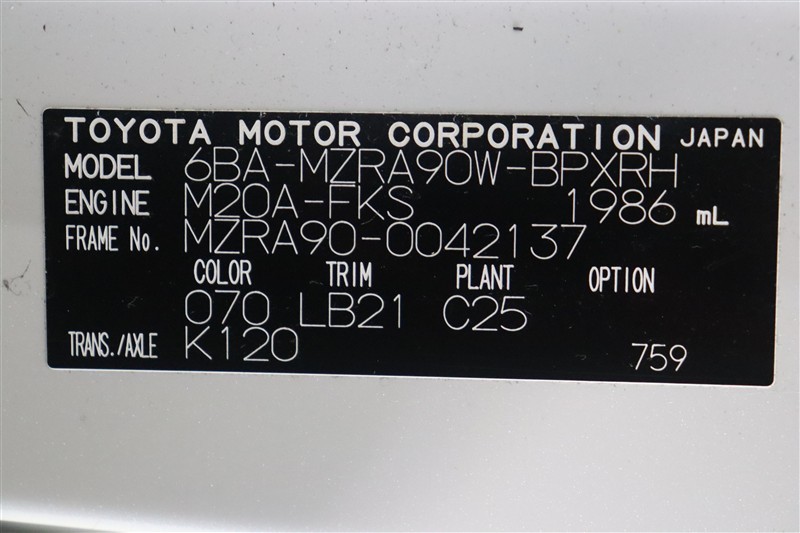 TOYOTA MOTOR CORPORATION JAPAN
MODEL 6BA-MZRA90W-BPXRH
ENGINE M20A-FKS 1986 mL
FRAME No. MZRA90-0042137
COLOR TRIM PLANT OPTION
070 LB21 C25
TRANS./AXLE K120 759